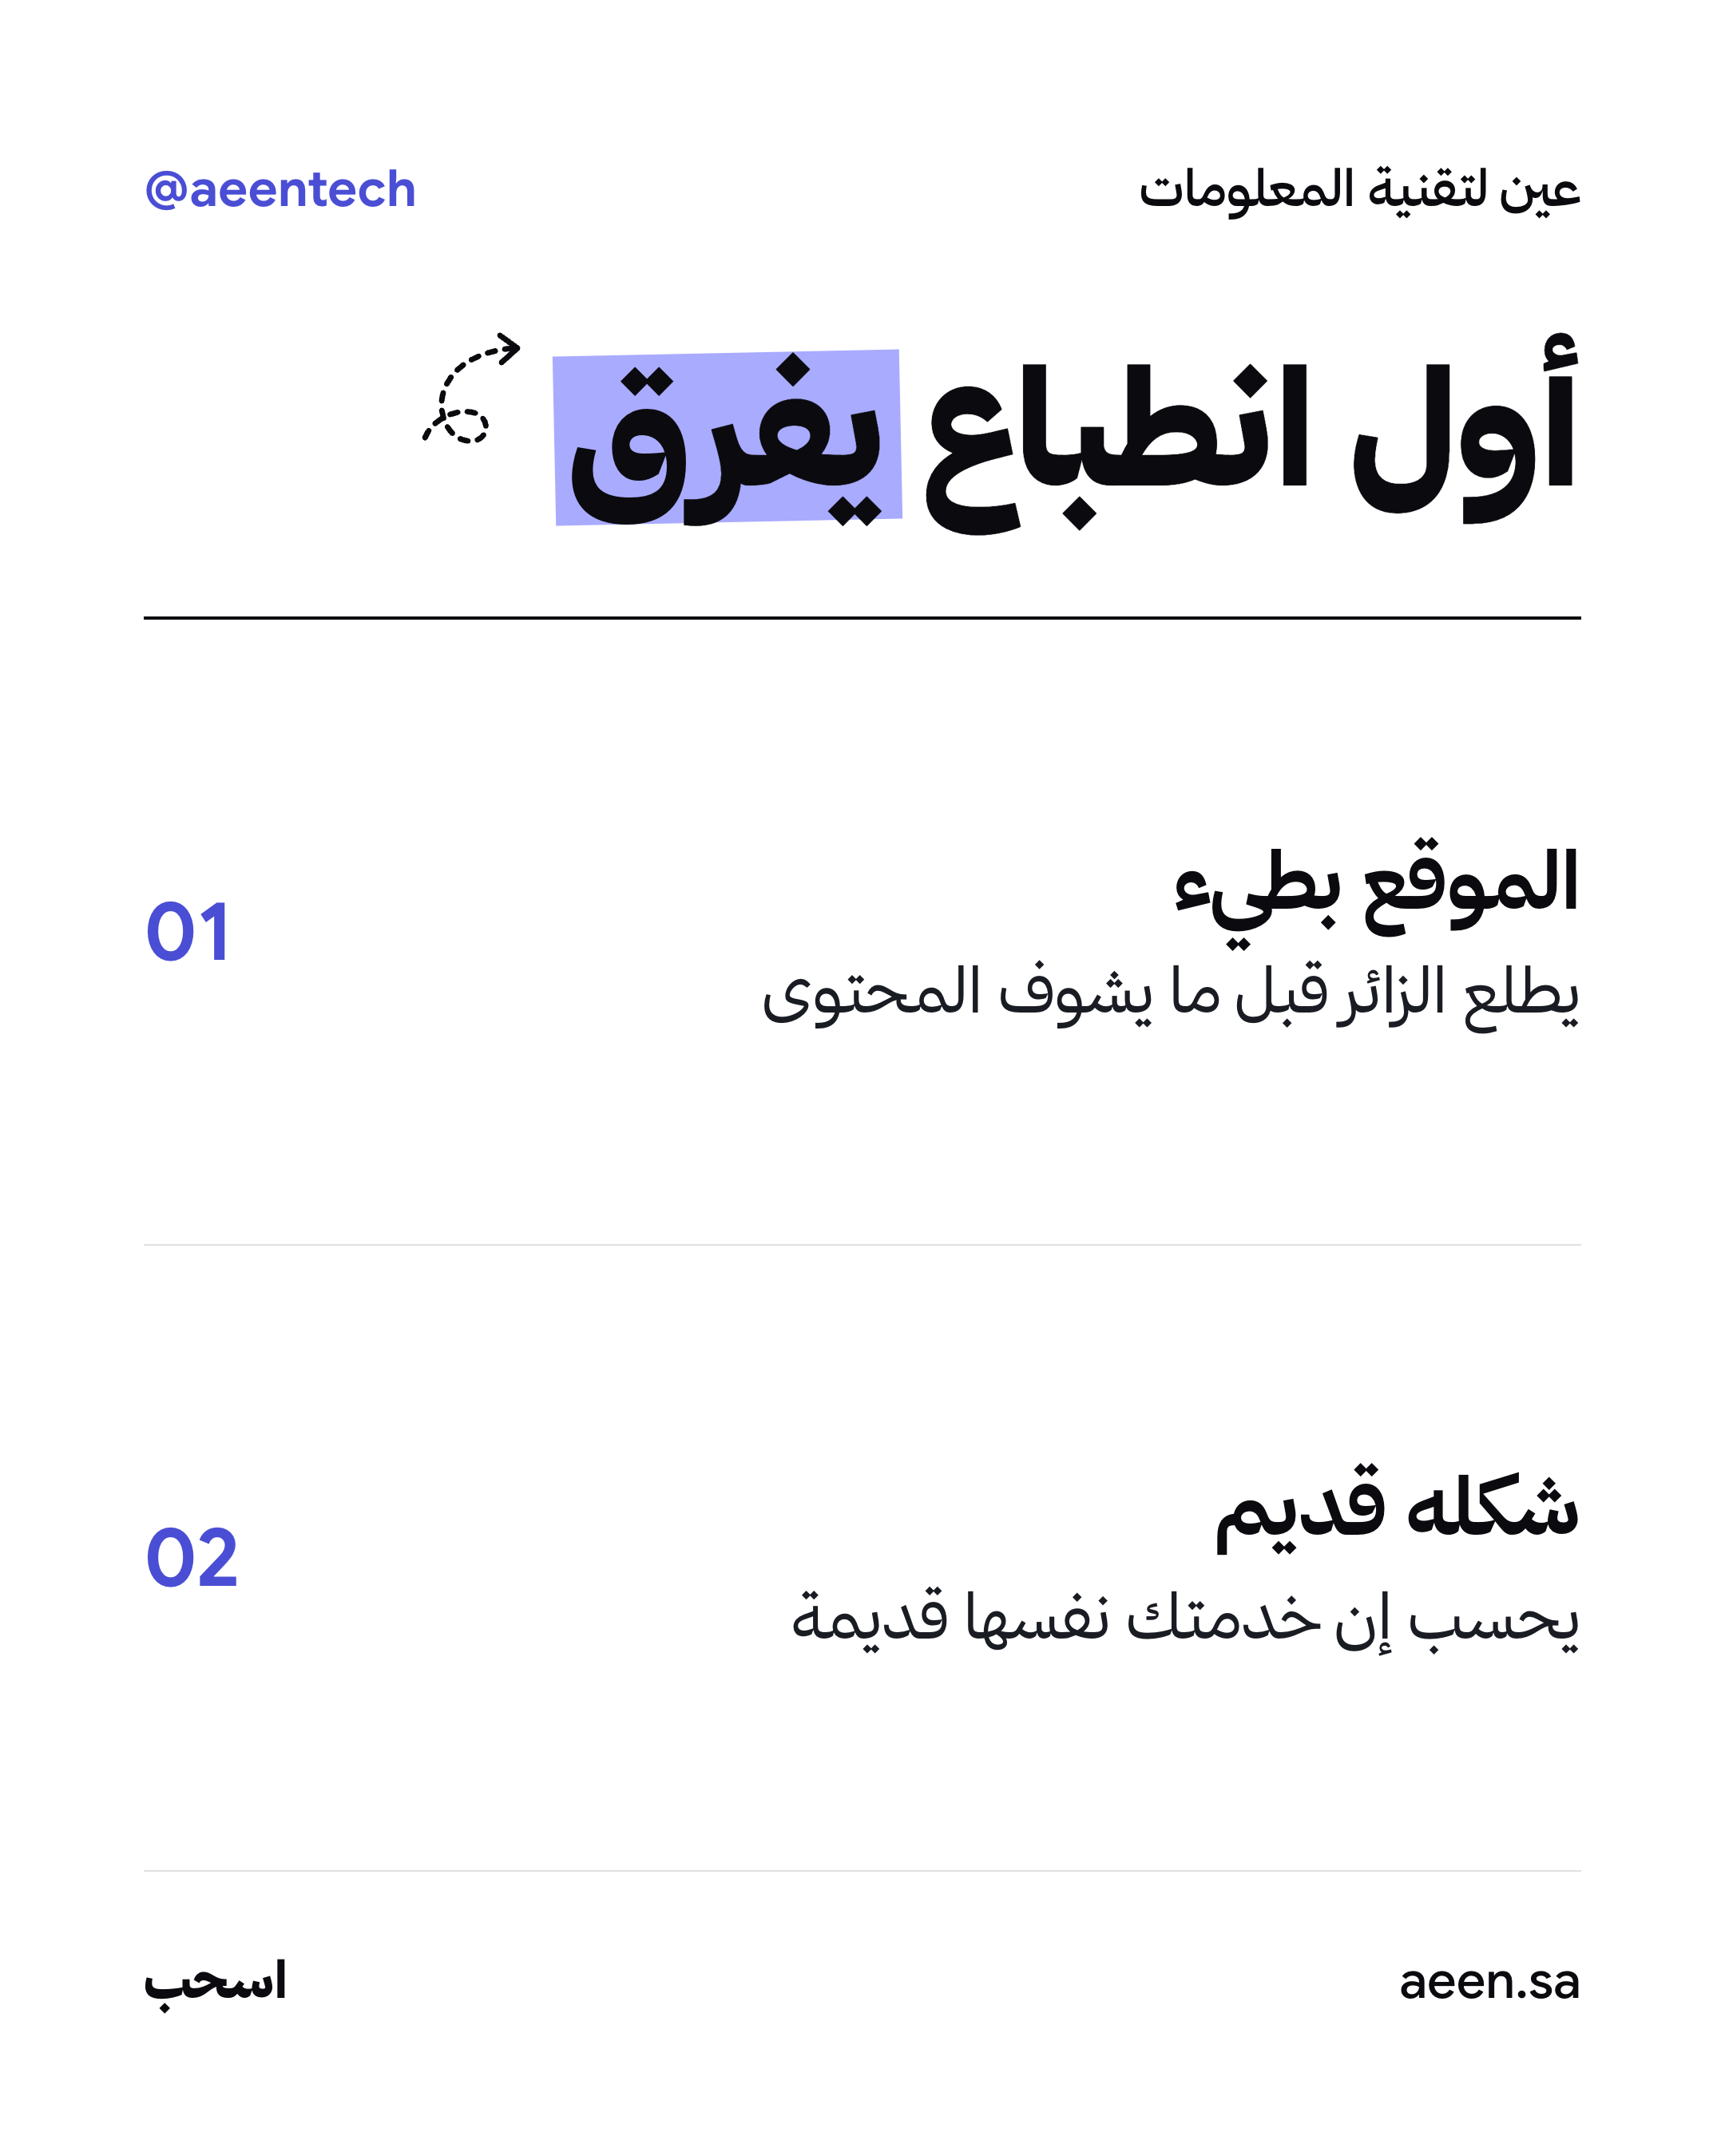 عين لتقنية المعلومات
@aeentech
أول انطباع يفرق
الموقع بطيء
يطلع الزائر قبل ما يشوف المحتوى
01
شكله قديم
يحسب إن خدمتك نفسها قديمة
02
aeen.sa
اسحب